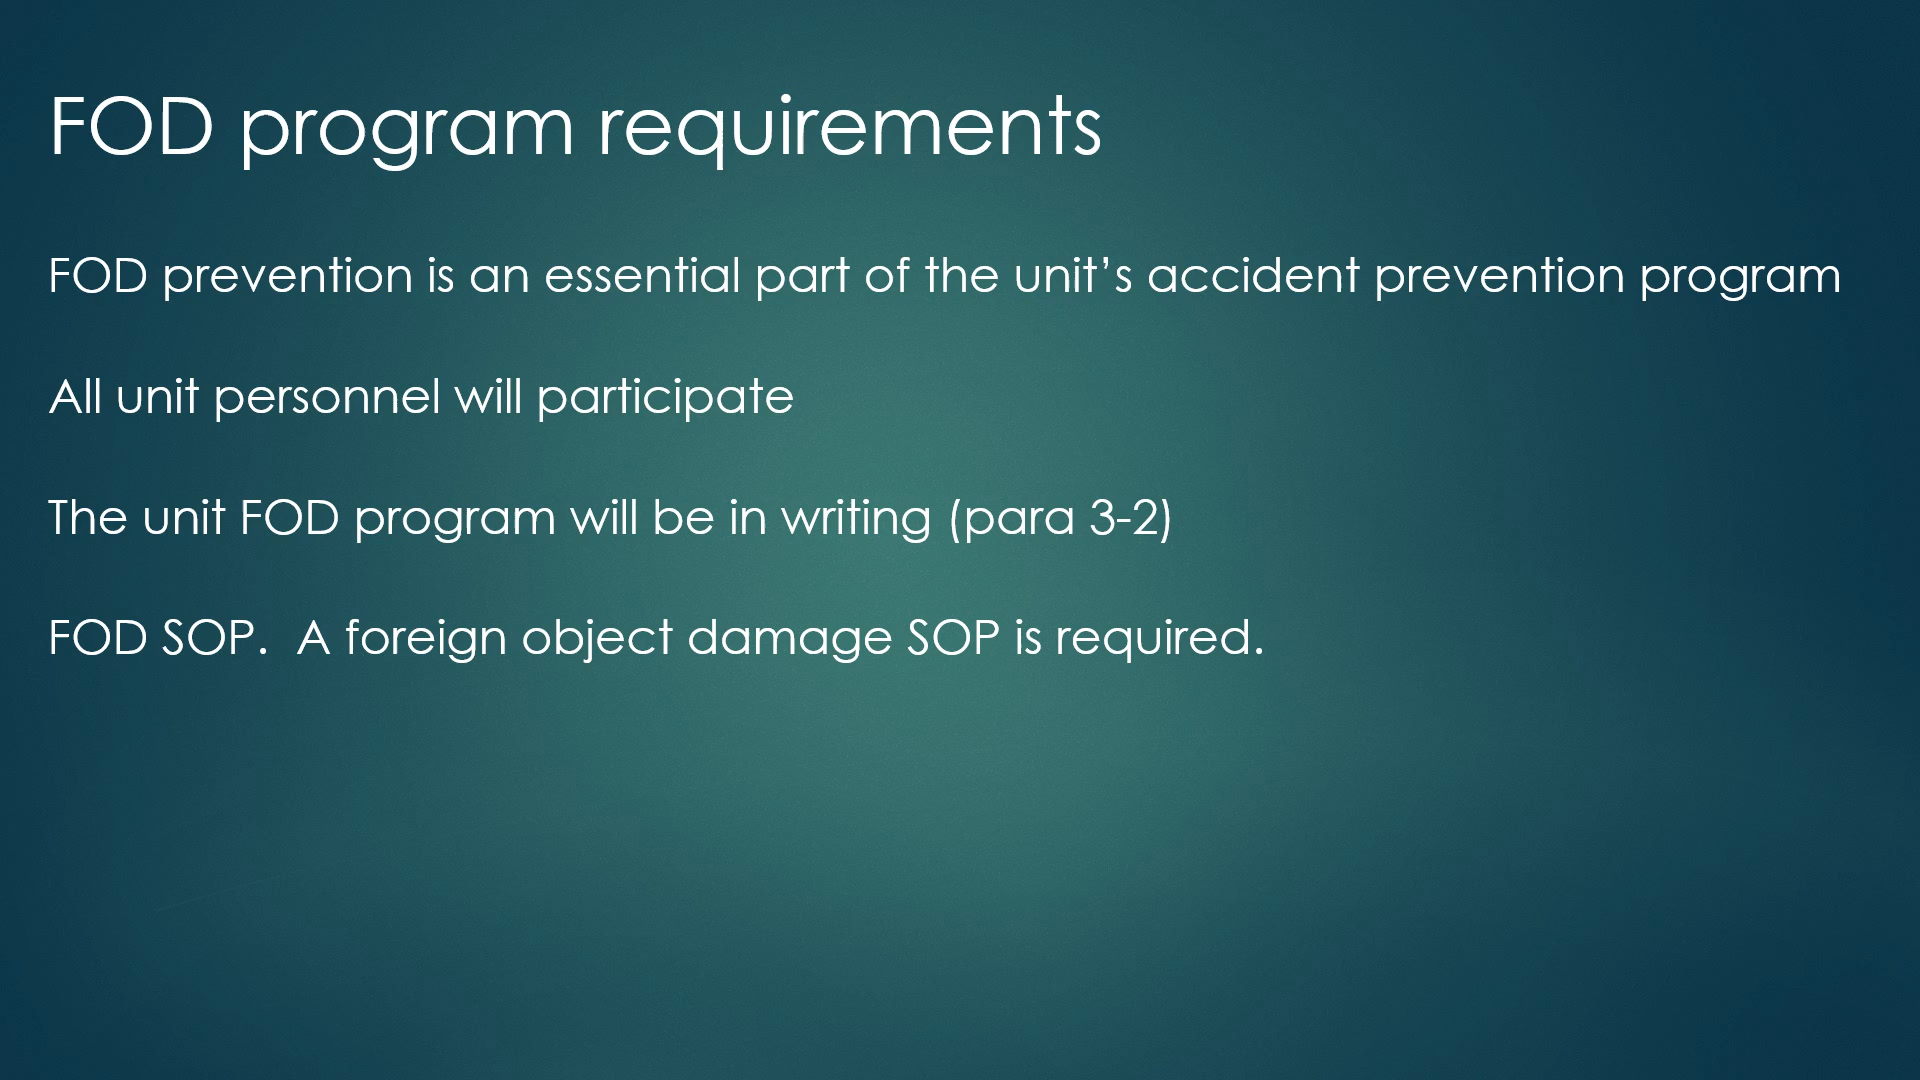 FOD program requirements
FOD prevention is an essential part of the unit’s accident prevention program
All unit personnel will participate
The unit FOD program will be in writing (para 3-2)
FOD SOP.  A foreign object damage SOP is required.